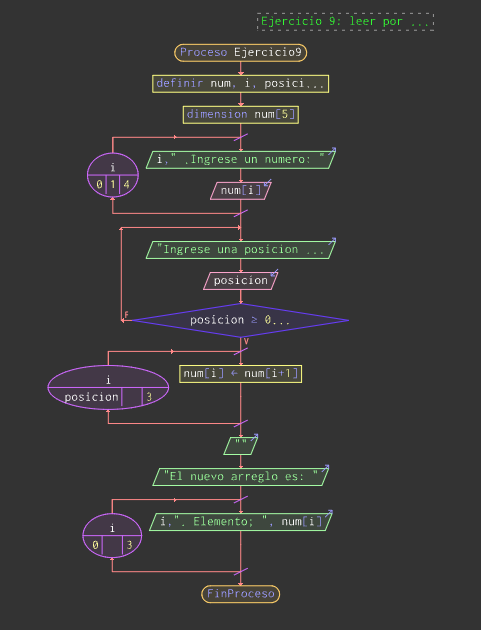 Ejercicio 9: leer por ...
Proceso Ejercicio9
definir num, i, posici...
dimension num[5]
i," .Ingrese un numero: "
i
0 1 4
num[i]
"Ingrese una posicion ...
posicion
posicion ≥ 0...
F
V
i
posicion 3
num[i] ← num[i+1]
""
"El nuevo arreglo es: "
i,". Elemento; ", num[i]
i
0 3
FinProceso